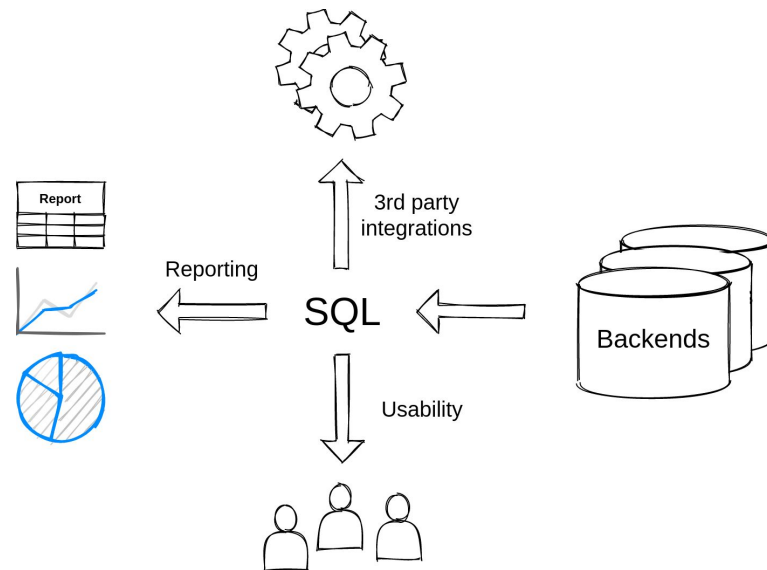 3rd party
integrations
Report
Reporting
SQL
Backends
Usability